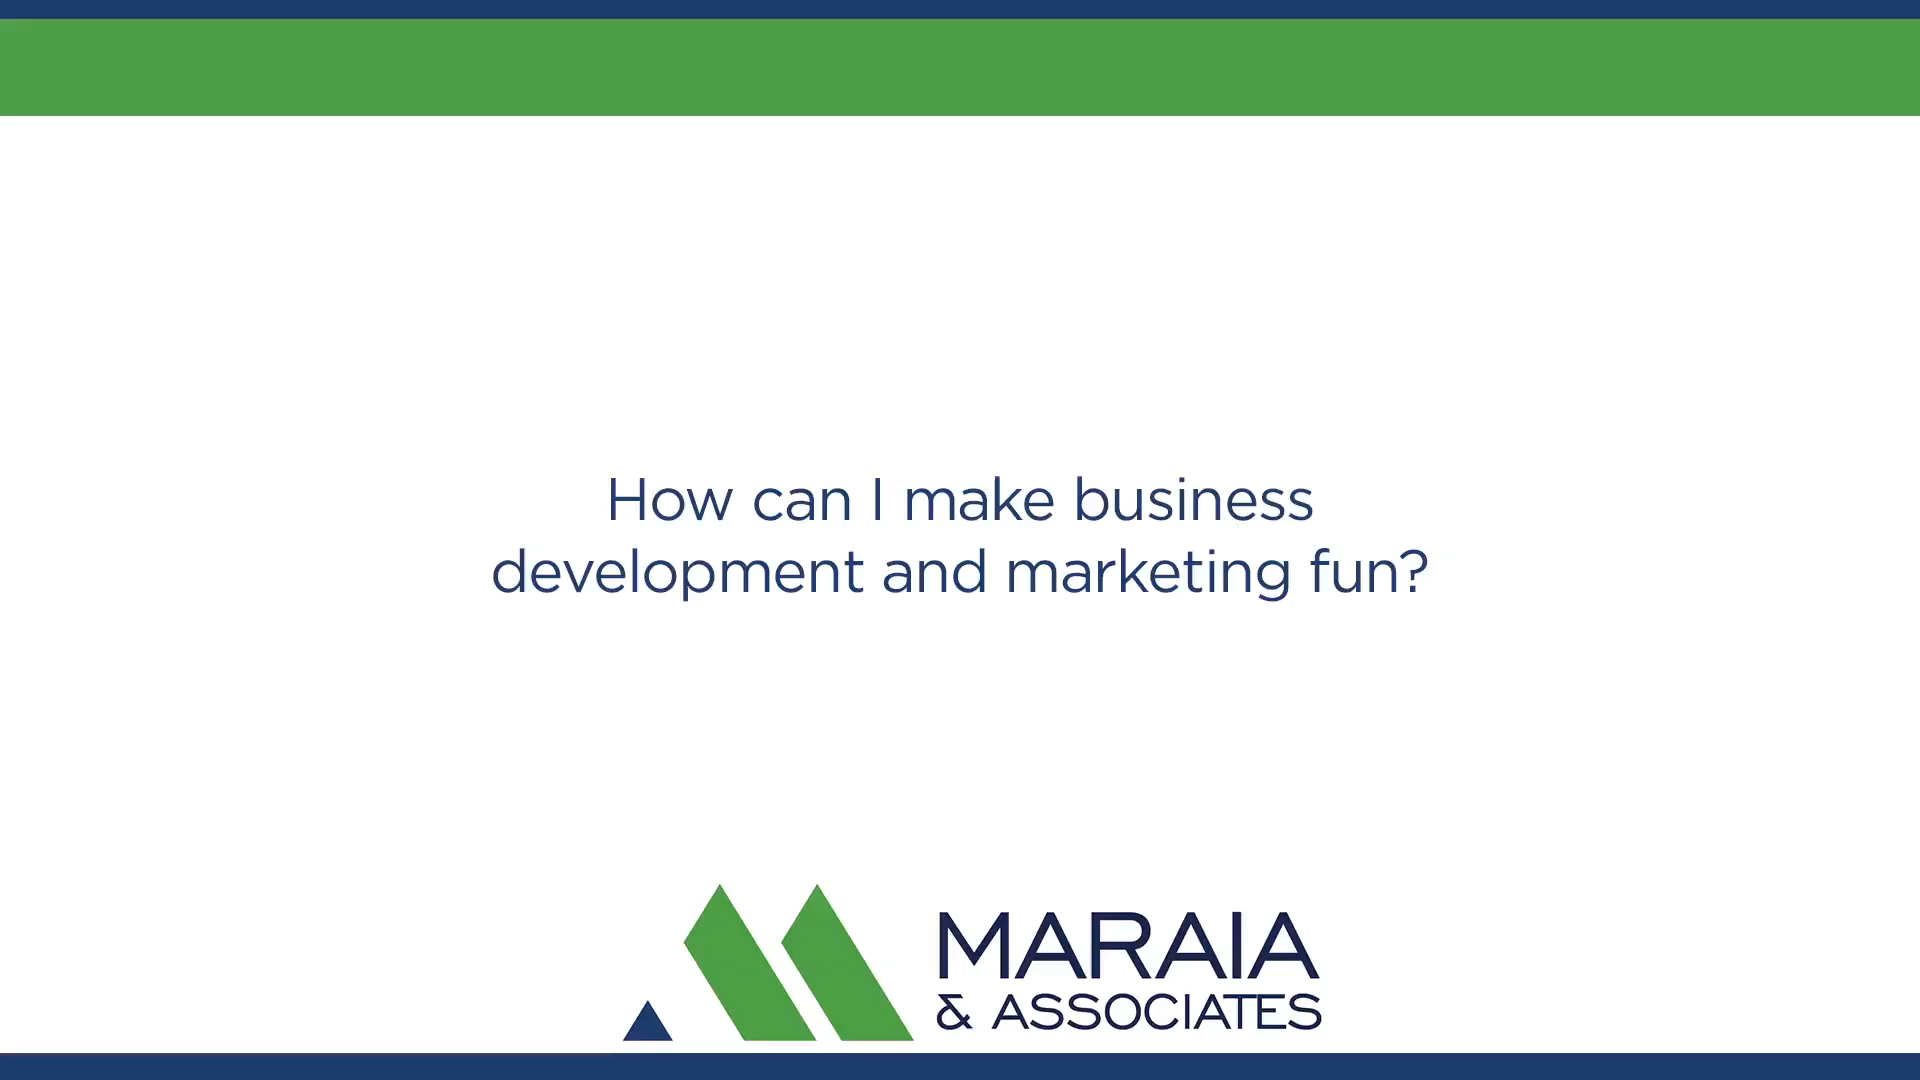 How can I make business
development and marketing fun?
MARAIA
& ASSOCIATES